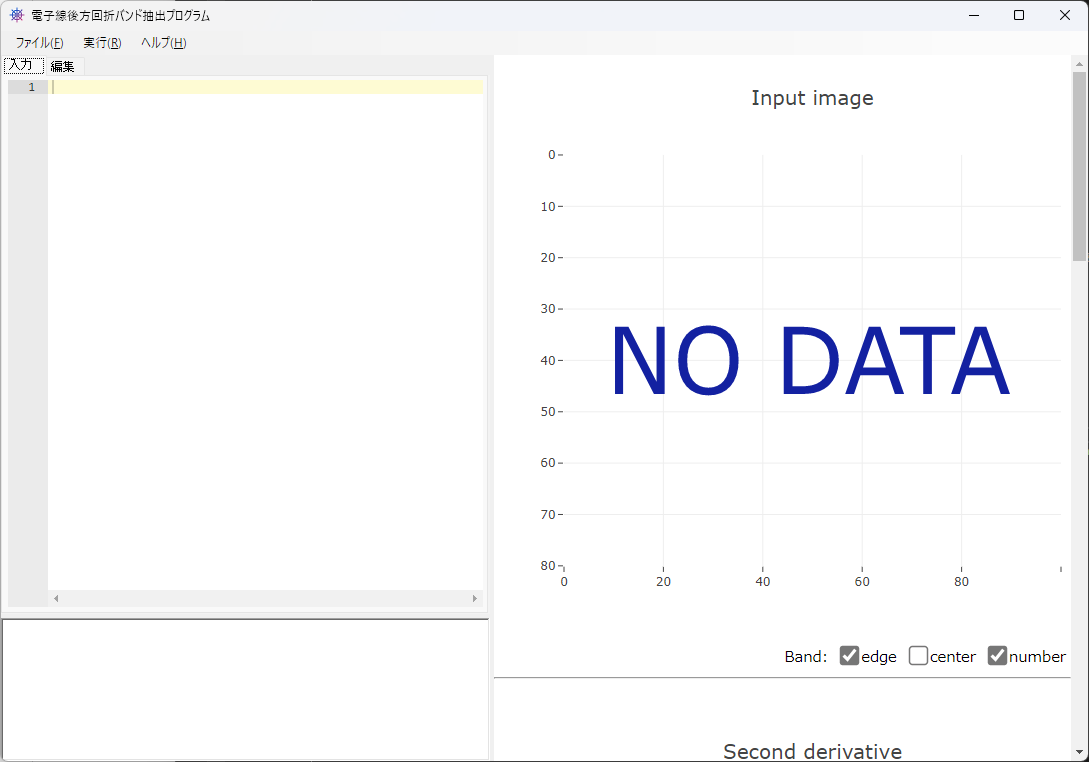 電子線後方回折バンド抽出プログラム
ファイル(F) 実行(R) ヘルプ(H)
入力 編集
1
Input image
0
10
20
30
40
50
60
70
80
0 20 40 60 80
NO DATA
Band: edge center number
Second derivative